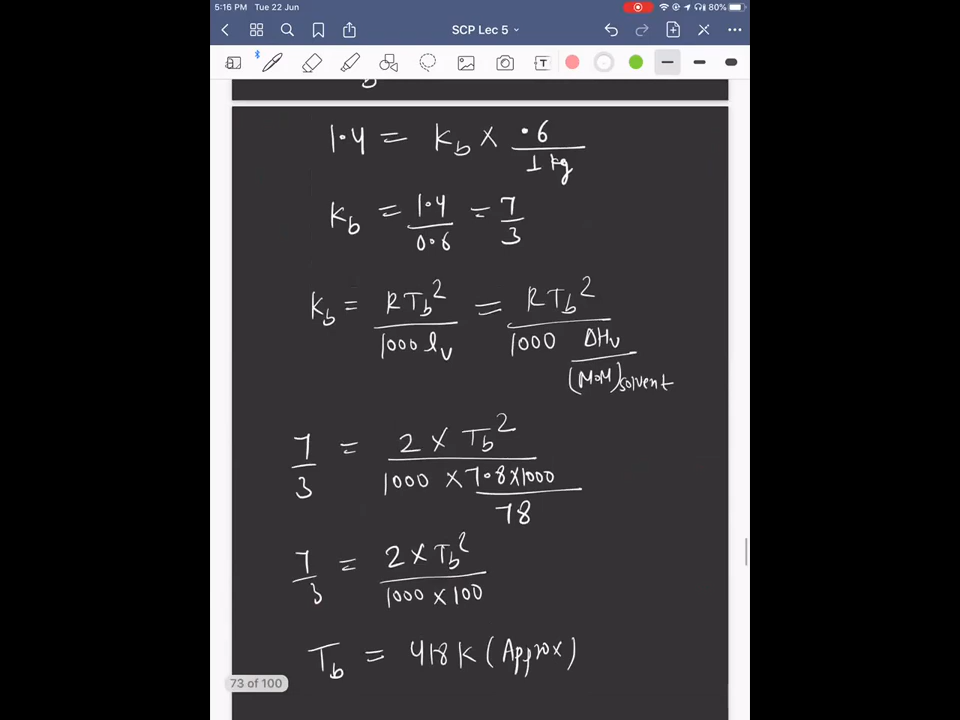 5:16 PM Tue 22 Jun 80%
SCP Lec 5
1.4 = Kb × .6 / 1 kg
Kb = 1.4 / 0.6 = 7 / 3
Kb = RTb² / 1000 lv = RTb² / 1000 ΔHv / (M.M)solvent
7 / 3 = 2 × Tb² / 1000 × 7.8×1000 / 78
7 / 3 = 2 × Tb² / 1000 × 100
Tb = 418 K (Approx)
73 of 100